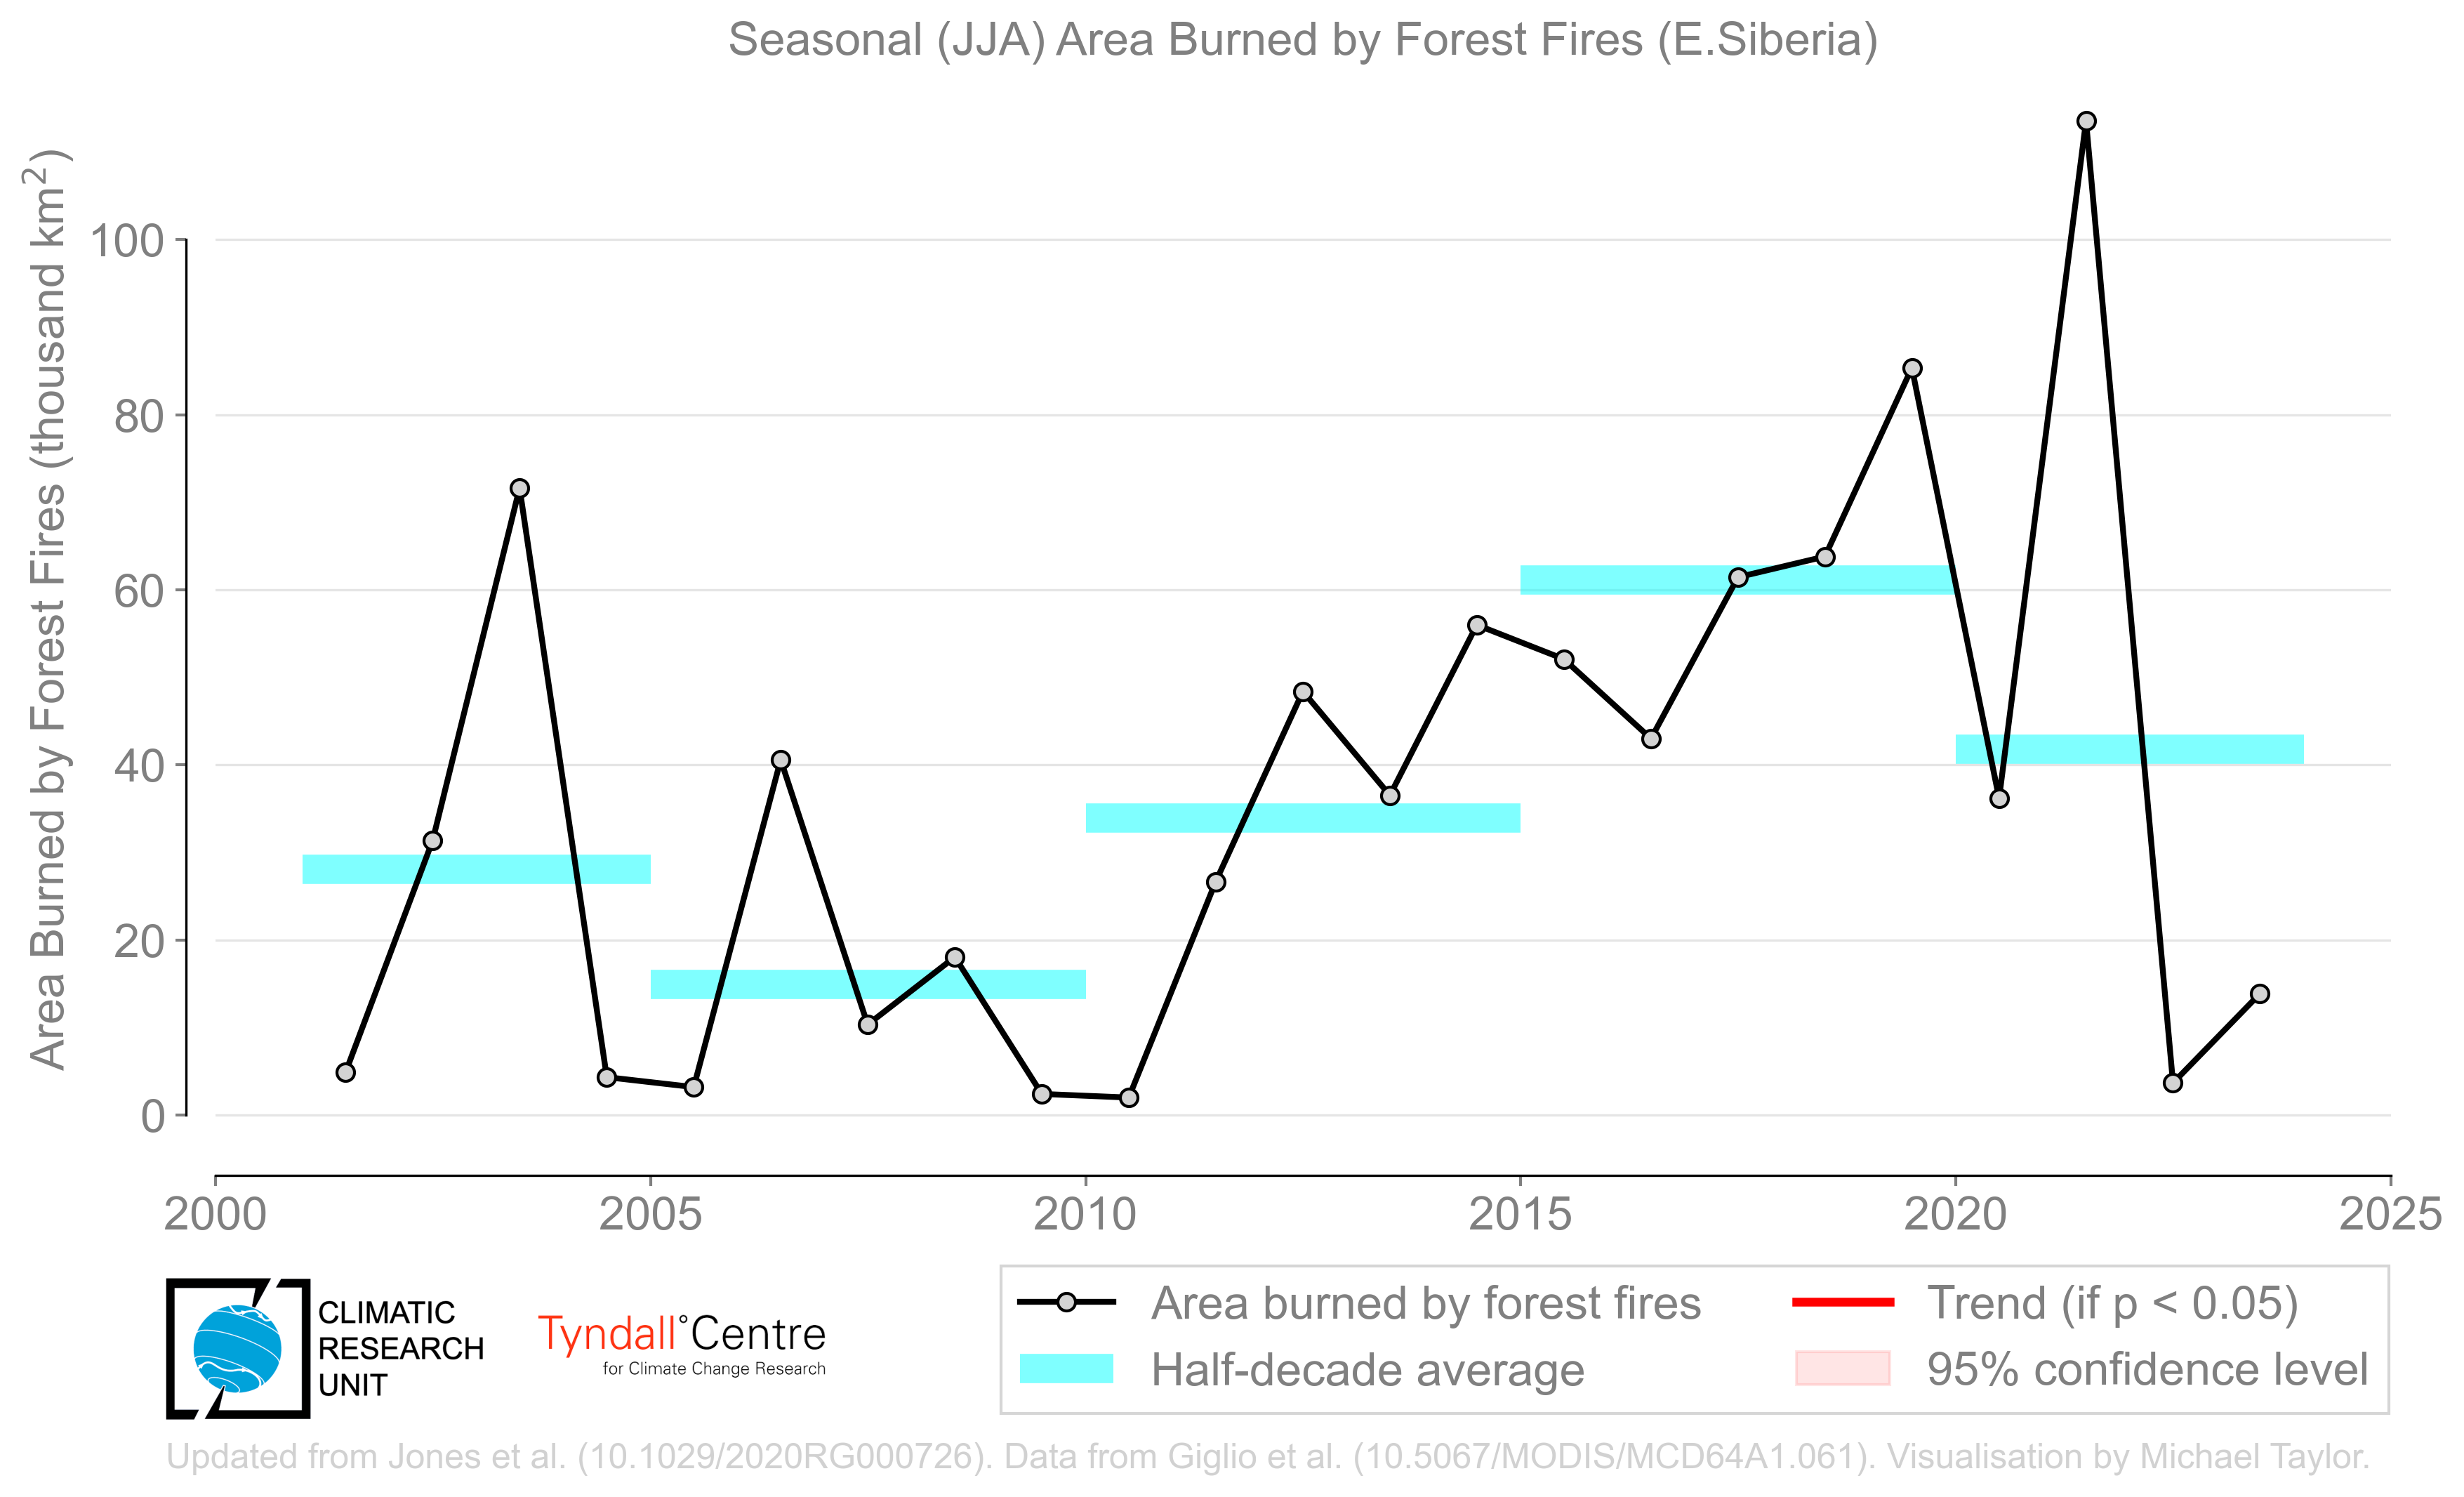 Seasonal (JJA) Area Burned by Forest Fires (E.Siberia)
Area Burned by Forest Fires (thousand km²)
100
80
60
40
20
0
2000 2005 2010 2015 2020 2025
CLIMATIC
RESEARCH
UNIT
Tyndall°Centre
for Climate Change Research
Area burned by forest fires
Half-decade average
Trend (if p < 0.05)
95% confidence level
Updated from Jones et al. (10.1029/2020RG000726). Data from Giglio et al. (10.5067/MODIS/MCD64A1.061). Visualisation by Michael Taylor.